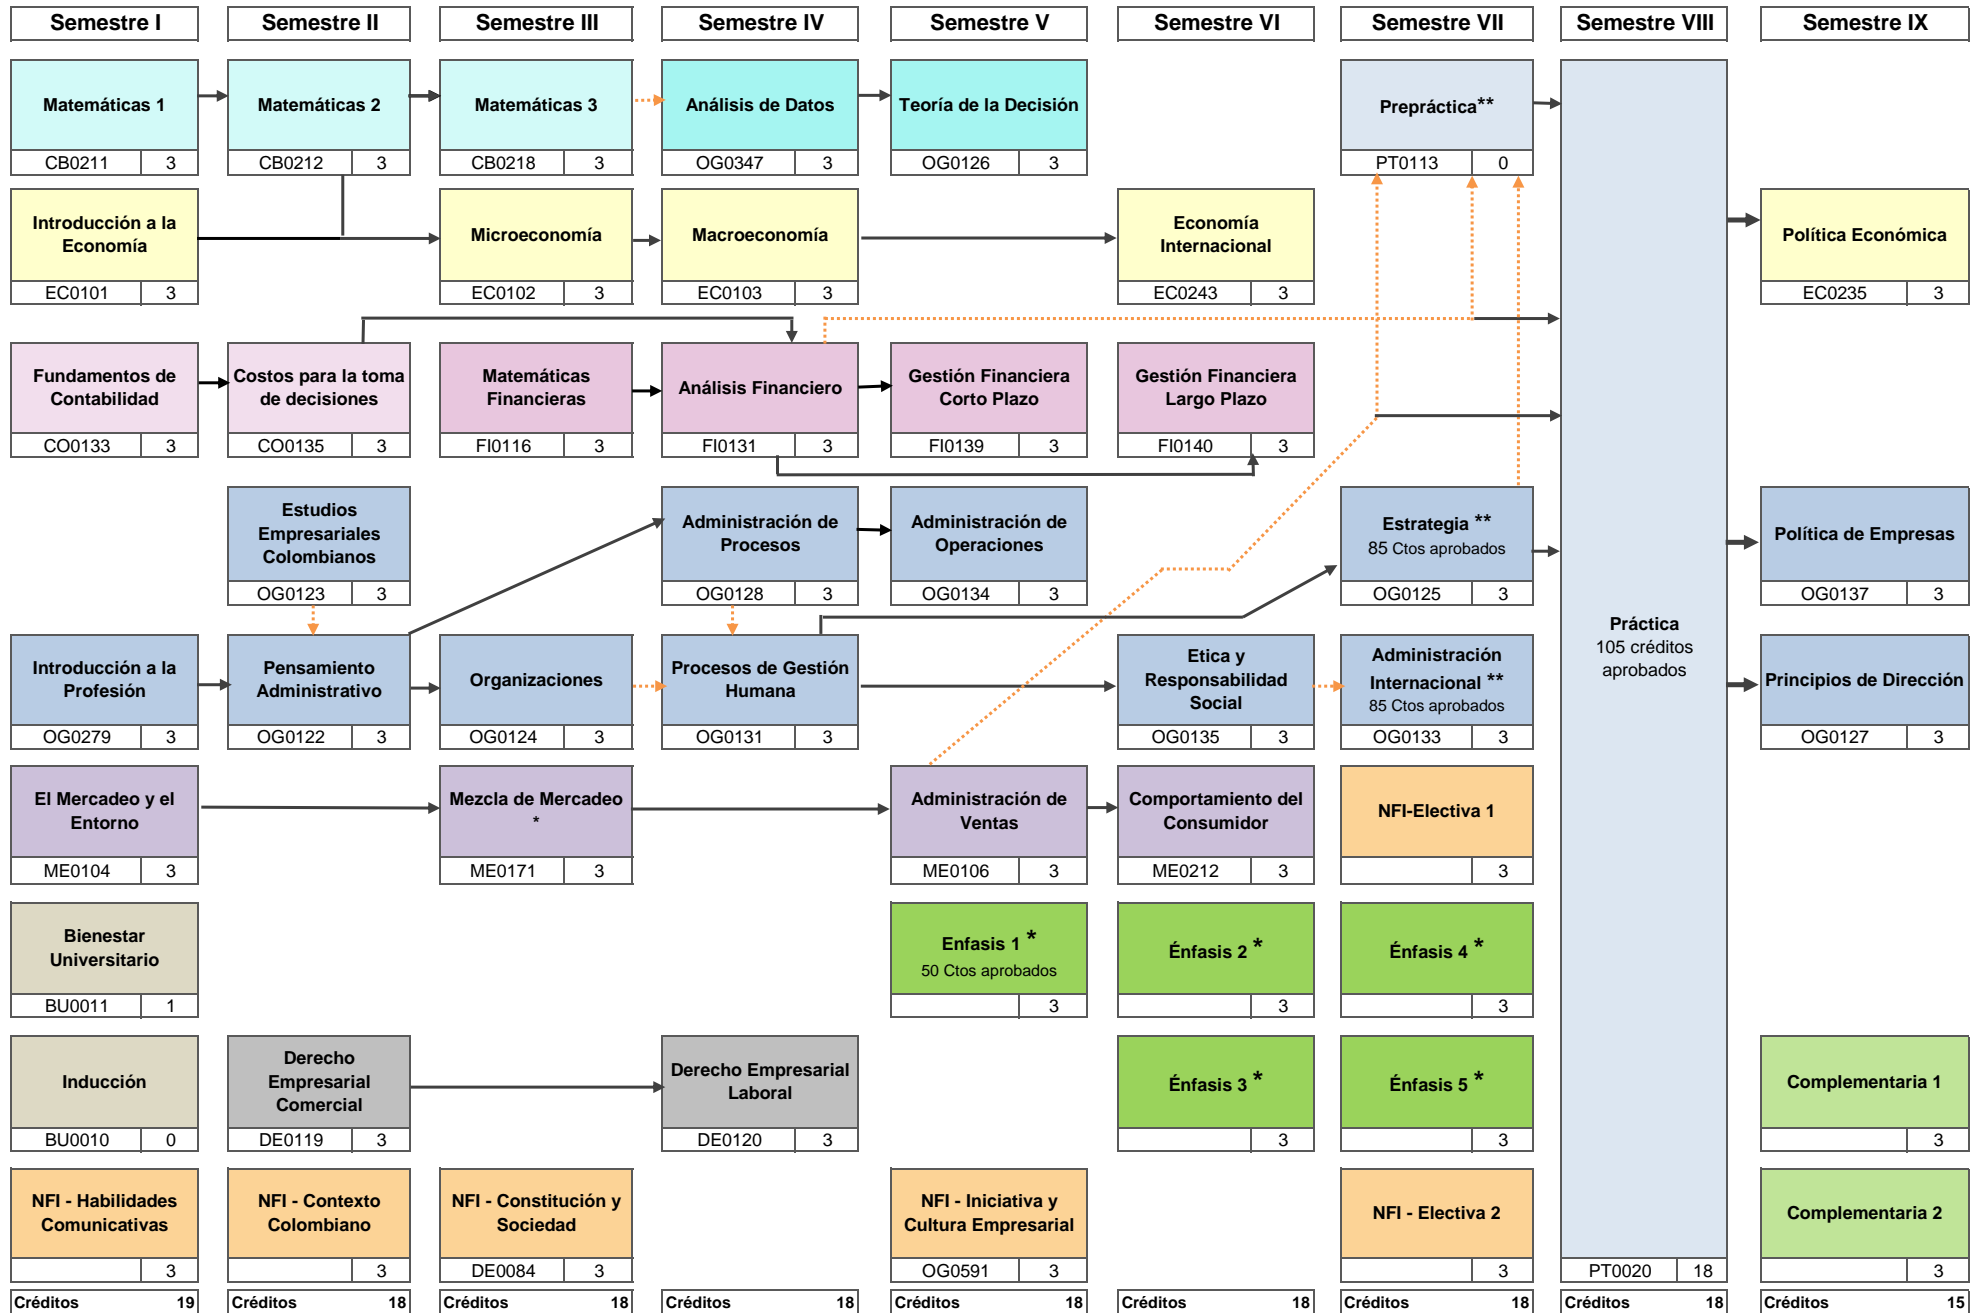 Semestre I
Semestre II
Semestre III
Semestre IV
Semestre V
Semestre VI
Semestre VII
Semestre VIII
Semestre IX
Matemáticas 1
CB0211 3
Matemáticas 2
CB0212 3
Matemáticas 3
CB0218 3
Análisis de Datos
OG0347 3
Teoría de la Decisión
OG0126 3
Prepráctica**
PT0113 0
Introducción a la
Economía
EC0101 3
Microeconomía
EC0102 3
Macroeconomía
EC0103 3
Economía
Internacional
EC0243 3
Política Económica
EC0235 3
Fundamentos de
Contabilidad
CO0133 3
Costos para la toma
de decisiones
CO0135 3
Matemáticas
Financieras
FI0116 3
Análisis Financiero
FI0131 3
Gestión Financiera
Corto Plazo
FI0139 3
Gestión Financiera
Largo Plazo
FI0140 3
Estudios
Empresariales
Colombianos
OG0123 3
Administración de
Procesos
OG0128 3
Administración de
Operaciones
OG0134 3
Estrategia **
85 Ctos aprobados
OG0125 3
Política de Empresas
OG0137 3
Práctica
105 créditos
aprobados
Introducción a la
Profesión
OG0279 3
Pensamiento
Administrativo
OG0122 3
Organizaciones
OG0124 3
Procesos de Gestión
Humana
OG0131 3
Etica y
Responsabilidad
Social
OG0135 3
Administración
Internacional **
85 Ctos aprobados
OG0133 3
Principios de Dirección
OG0127 3
El Mercadeo y el
Entorno
ME0104 3
Mezcla de Mercadeo
*
ME0171 3
Administración de
Ventas
ME0106 3
Comportamiento del
Consumidor
ME0212 3
NFI-Electiva 1
3
Bienestar
Universitario
BU0011 1
Enfasis 1 *
50 Ctos aprobados
3
Énfasis 2 *
3
Énfasis 4 *
3
Inducción
BU0010 0
Derecho
Empresarial
Comercial
DE0119 3
Derecho Empresarial
Laboral
DE0120 3
Énfasis 3 *
3
Énfasis 5 *
3
Complementaria 1
3
NFI - Habilidades
Comunicativas
3
NFI - Contexto
Colombiano
3
NFI - Constitución y
Sociedad
DE0084 3
NFI - Iniciativa y
Cultura Empresarial
OG0591 3
NFI - Electiva 2
3
PT0020 18
Complementaria 2
3
Créditos 19
Créditos 18
Créditos 18
Créditos 18
Créditos 18
Créditos 18
Créditos 18
Créditos 18
Créditos 15